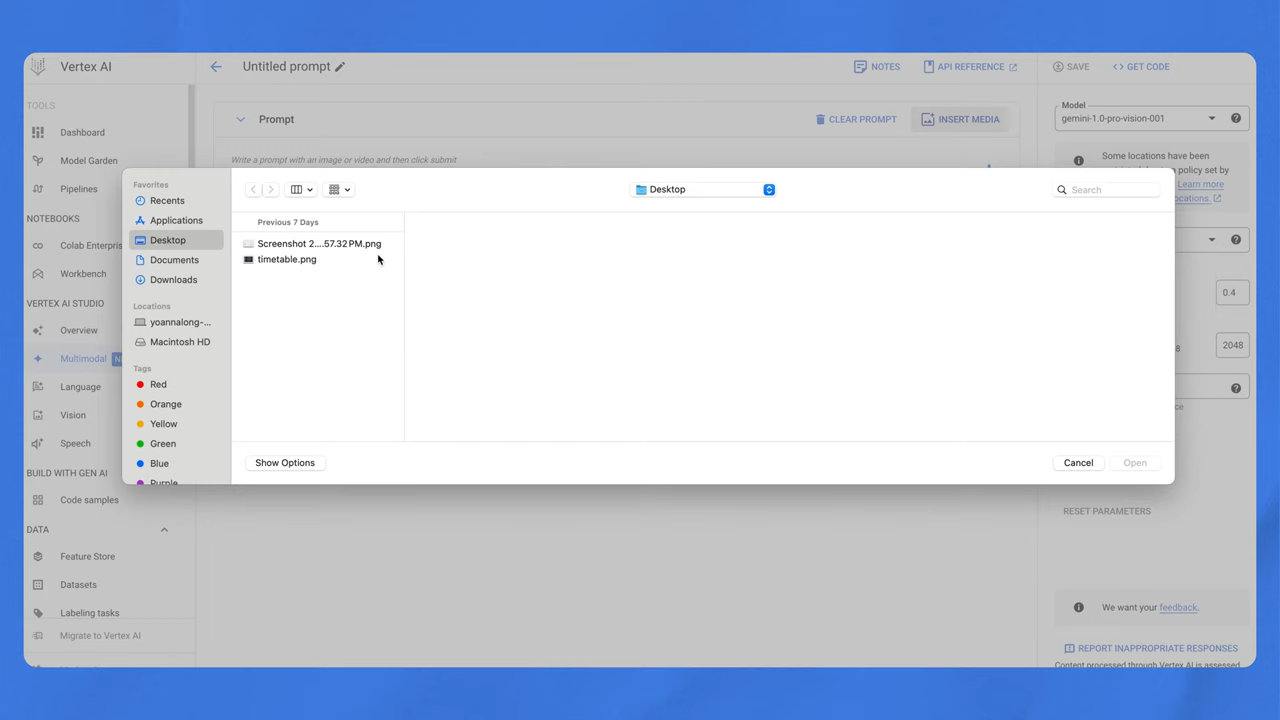 Vertex AI
Untitled prompt
NOTES
API REFERENCE
SAVE
<> GET CODE
TOOLS
Dashboard
Model Garden
Pipelines
NOTEBOOKS
Colab Enterpris
Workbench
VERTEX AI STUDIO
Overview
Multimodal
Language
Vision
Speech
BUILD WITH GEN AI
Code samples
DATA
Feature Store
Datasets
Labeling tasks
Migrate to Vertex AI
Prompt
CLEAR PROMPT
INSERT MEDIA
Write a prompt with an image or video and then click submit
Favorites
Recents
Applications
Desktop
Documents
Downloads
Locations
yoannalong-...
Macintosh HD
Tags
Red
Orange
Yellow
Green
Blue
Purple
Desktop
Search
Previous 7 Days
Screenshot 2....57.32 PM.png
timetable.png
Show Options
Cancel
Open
Model
gemini-1.0-pro-vision-001
Some locations have been
policy set by
Learn more
0.4
8
2048
RESET PARAMETERS
We want your feedback.
REPORT INAPPROPRIATE RESPONSES
Content processed through Vertex AI is assessed